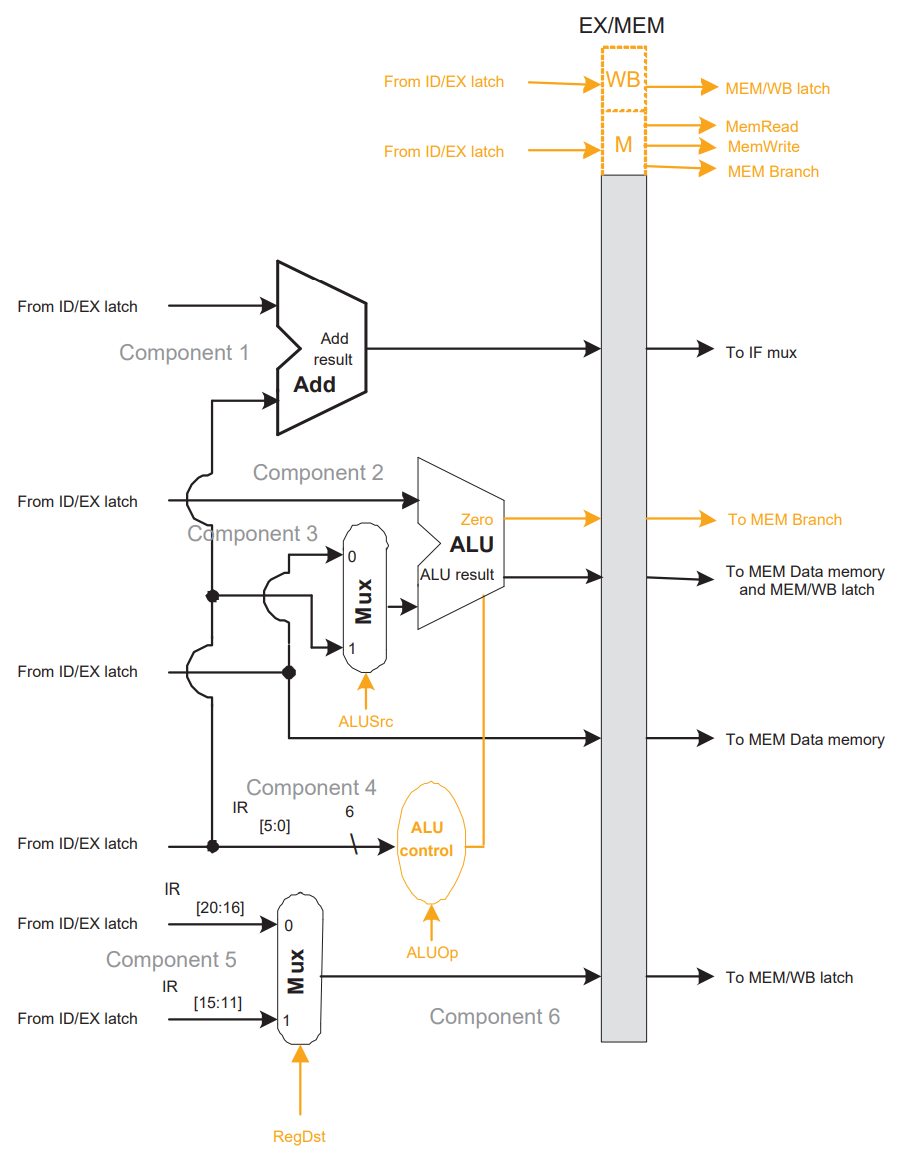 EX/MEM
From ID/EX latch
WB
MEM/WB latch
MemRead
From ID/EX latch
M
MemWrite
MEM Branch
From ID/EX latch
Component 1
Add
result
Add
To IF mux
Component 2
From ID/EX latch
Component 3
Zero
To MEM Branch
ALU
0
ALU result
To MEM Data memory
and MEM/WB latch
Mux
1
From ID/EX latch
ALUSrc
To MEM Data memory
Component 4
IR
[5:0]
6
ALU
control
From ID/EX latch
IR
[20:16]
From ID/EX latch
0
ALUOp
Component 5
Mux
To MEM/WB latch
IR
[15:11]
From ID/EX latch
1
Component 6
RegDst